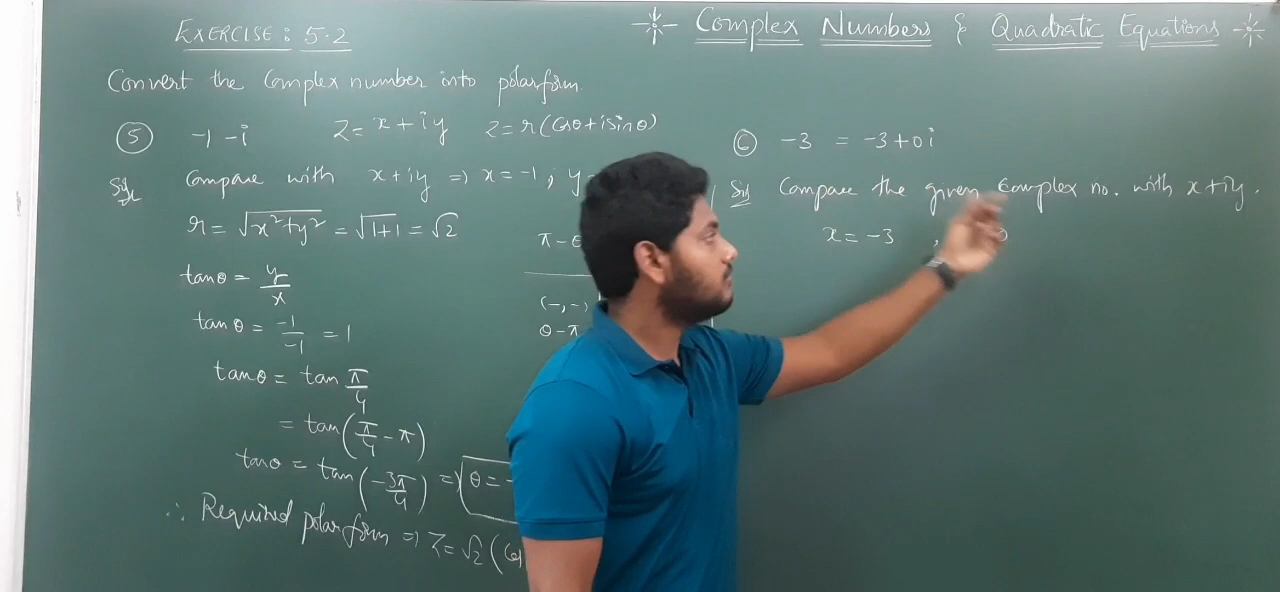 EXERCISE: 5.2
Complex Numbers & Quadratic Equations
Convert the Complex number into polar form
⑤ -1 - i z = x + iy z = r(cosθ + isinθ)
Sol Compare with x + iy ⇒ x = -1, y =
r = √(x² + y²) = √(1+1) = √2
tanθ = y/x
tanθ = -1/-1 = 1
tanθ = tan π/4
= tan(π/4 - π)
tanθ = tan(-3π/4) ⇒ θ = -
∴ Required polar form ⇒ Z = √2 (Cos
π - θ
(-, -)
θ - π
⑥ -3 = -3 + 0i
Sol Compare the given Complex no. with x + iy.
x = -3 ,